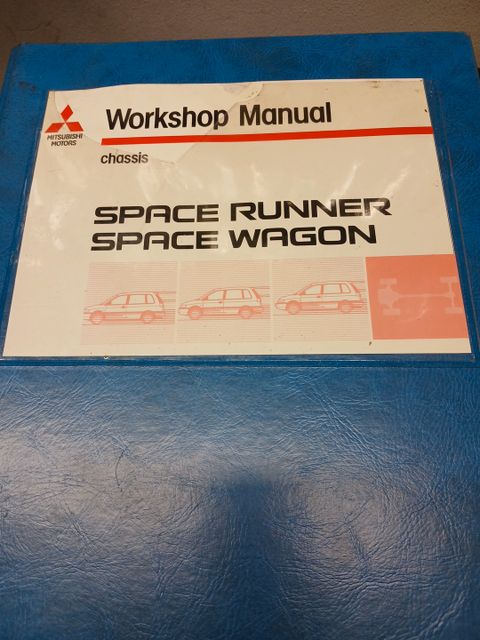 Workshop Manual
MITSUBISHI
MOTORS
chassis
SPACE RUNNER
SPACE WAGON